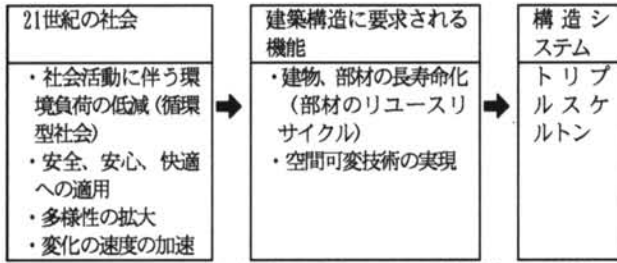 21世紀の社会
・社会活動に伴う環
境負荷の低減(循環
型社会)
・安全、安心、快適
への適用
・多様性の拡大
・変化の速度の加速
建築構造に要求される
機能
・建物、部材の長寿命化
(部材のリユースリ
サイクル)
・空間可変技術の実現
構造シ
ステム
トリプ
ルスケ
ルトン